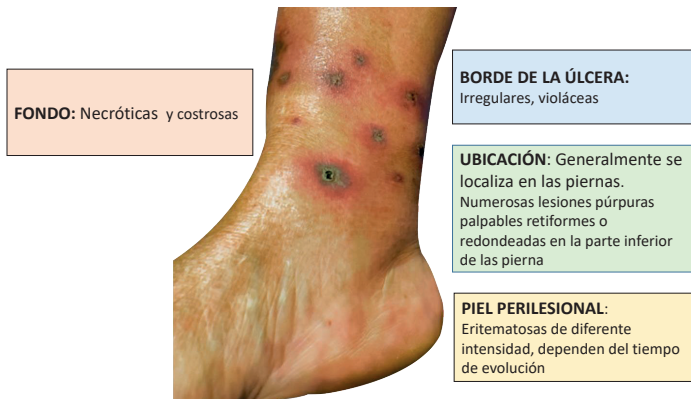 FONDO: Necróticas y costrosas
BORDE DE LA ÚLCERA:
Irregulares, violáceas
UBICACIÓN: Generalmente se
localiza en las piernas.
Numerosas lesiones púrpuras
palpables retiformes o
redondeadas en la parte inferior
de las pierna
PIEL PERILESIONAL:
Eritematosas de diferente
intensidad, dependen del tiempo
de evolución